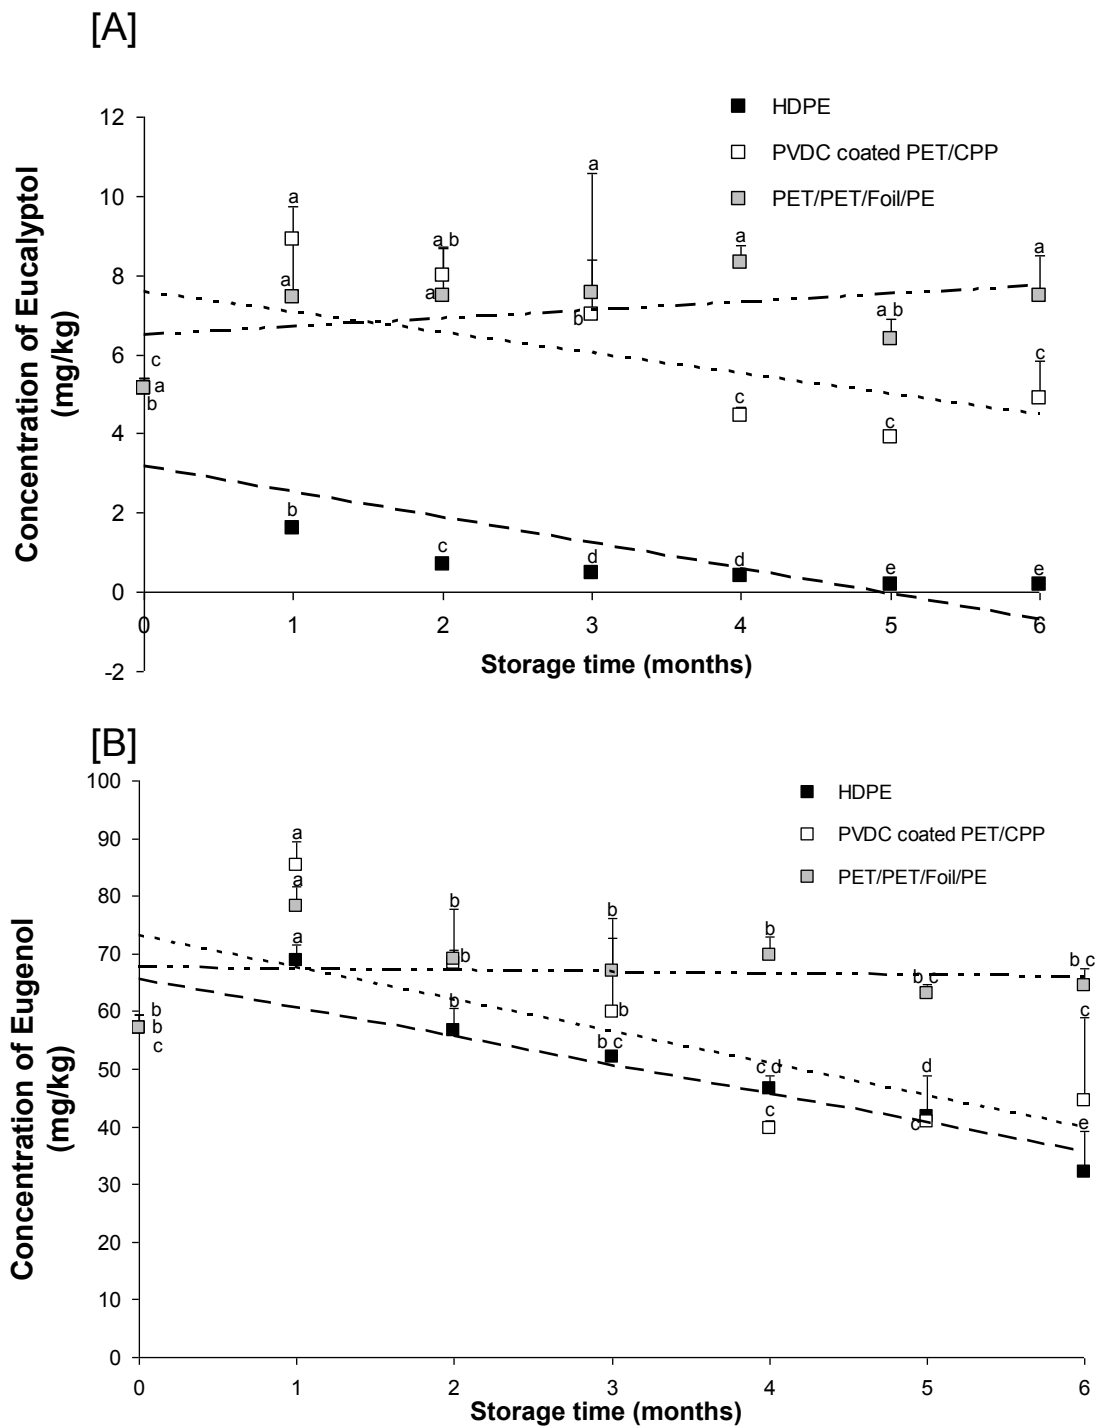 [A]
Concentration of Eucalyptol
(mg/kg)
12
10
8
6
4
2
0
-2
HDPE
PVDC coated PET/CPP
PET/PET/Foil/PE
a
a
a b
a
a
b
a
a b
a
c
c
c
c
a
b
b
c
d
d
e
e
0
1
2
3
4
5
6
Storage time (months)
[B]
Concentration of Eugenol
(mg/kg)
100
90
80
70
60
50
40
30
20
10
0
HDPE
PVDC coated PET/CPP
PET/PET/Foil/PE
a
a
a
b
b
b
b
b
b
b c
b
b
c
b
b c
c d
c
d
c
b c
c
e
0
1
2
3
4
5
6
Storage time (months)